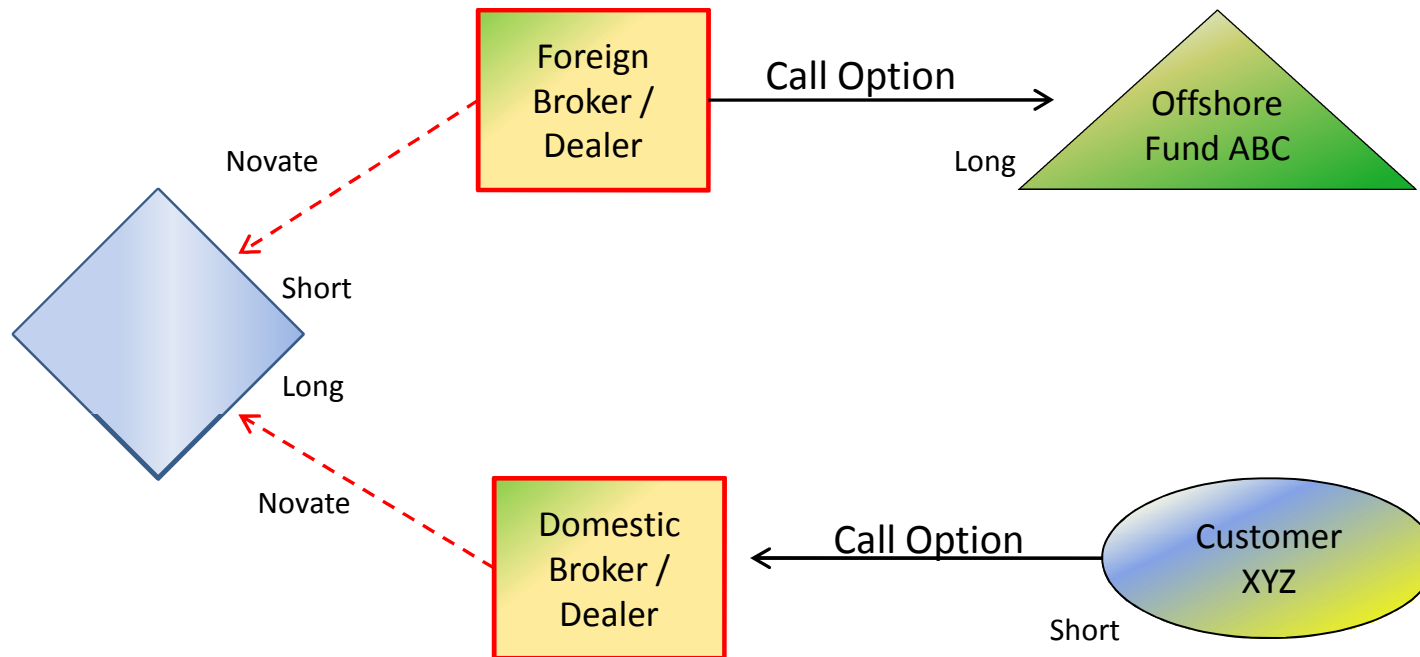 Foreign
Broker /
Dealer
Call Option
Offshore
Fund ABC
Long
Novate
Short
Long
Novate
Domestic
Broker /
Dealer
Call Option
Customer
XYZ
Short